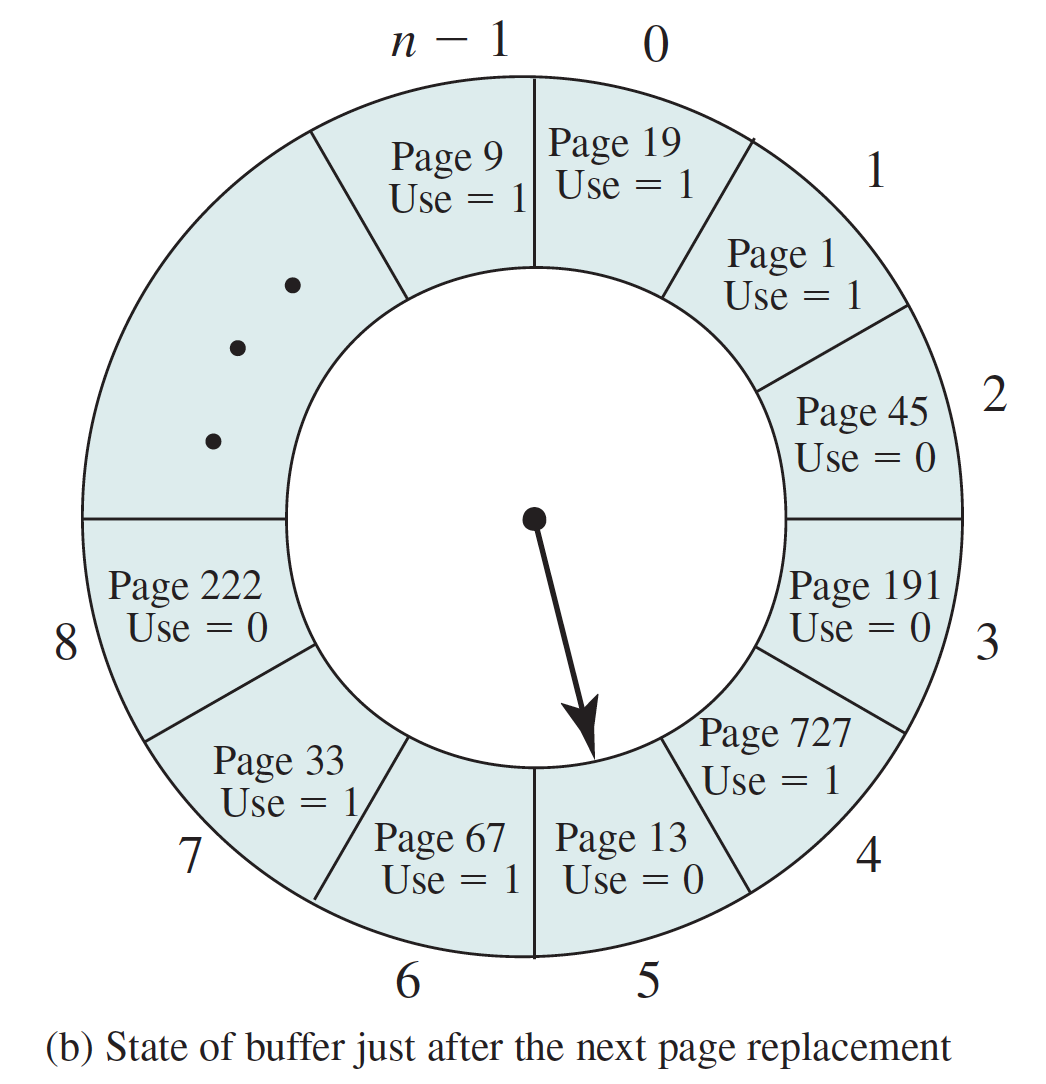 n − 1
0
Page 9
Use = 1
Page 19
Use = 1
1
Page 1
Use = 1
2
Page 45
Use = 0
3
Page 191
Use = 0
4
Page 727
Use = 1
5
Page 13
Use = 0
6
Page 67
Use = 1
7
Page 33
Use = 1
8
Page 222
Use = 0
(b) State of buffer just after the next page replacement